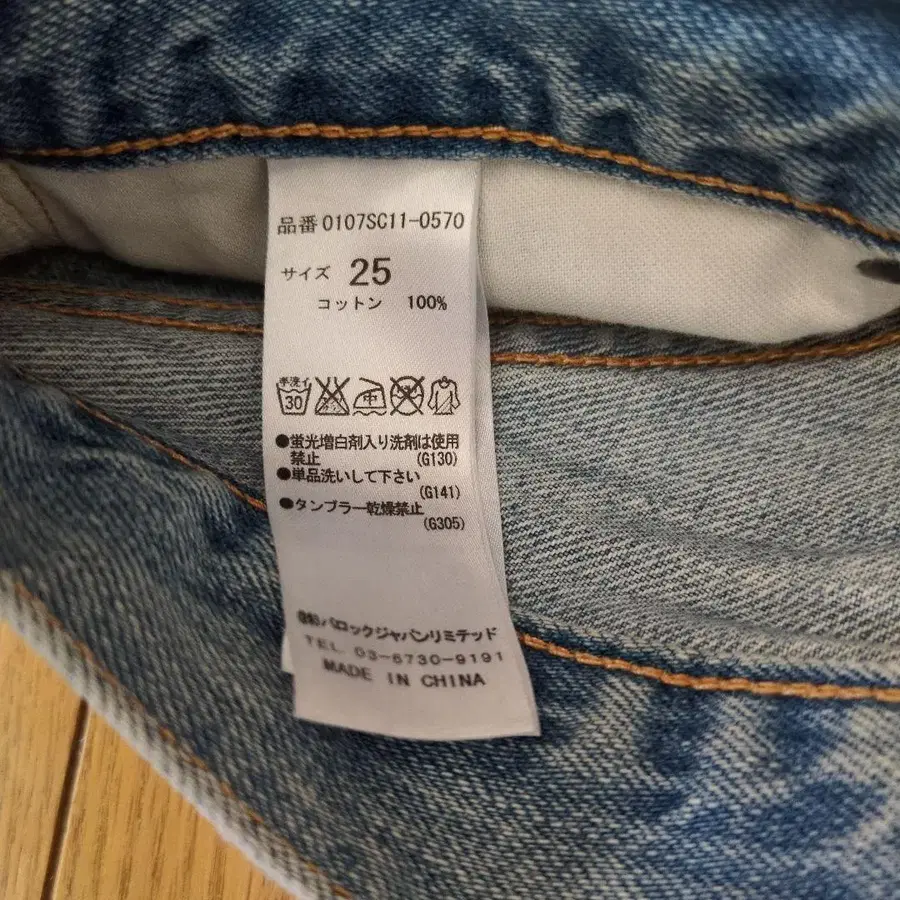 品番 0107SC11-0570
サイズ 25
コットン 100%
手洗イ
30
中
●蛍光増白剤入り洗剤は使用
禁止 (G130)
●単品洗いして下さい
(G141)
●タンブラー乾燥禁止
(G305)
㈱バロックジャパンリミテッド
TEL 03-6730-9191
MADE IN CHINA